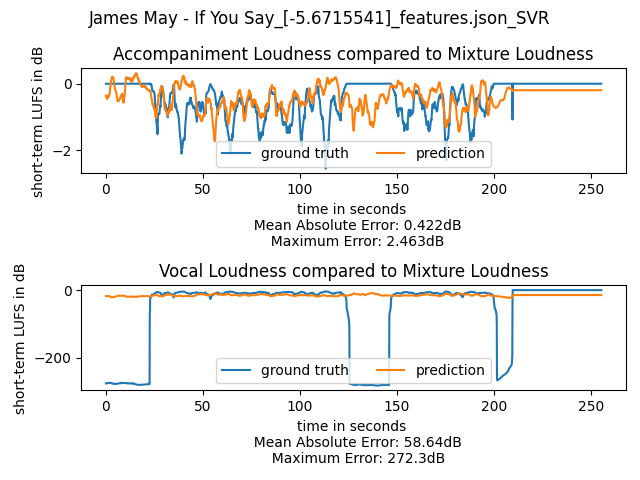 James May - If You Say_[-5.6715541]_features.json_SVR
Accompaniment Loudness compared to Mixture Loudness
short-term LUFS in dB
0
−2
ground truth
prediction
0
50
100
150
200
250
time in seconds
Mean Absolute Error: 0.422dB
Maximum Error: 2.463dB
Vocal Loudness compared to Mixture Loudness
short-term LUFS in dB
0
−200
ground truth
prediction
0
50
100
150
200
250
time in seconds
Mean Absolute Error: 58.64dB
Maximum Error: 272.3dB